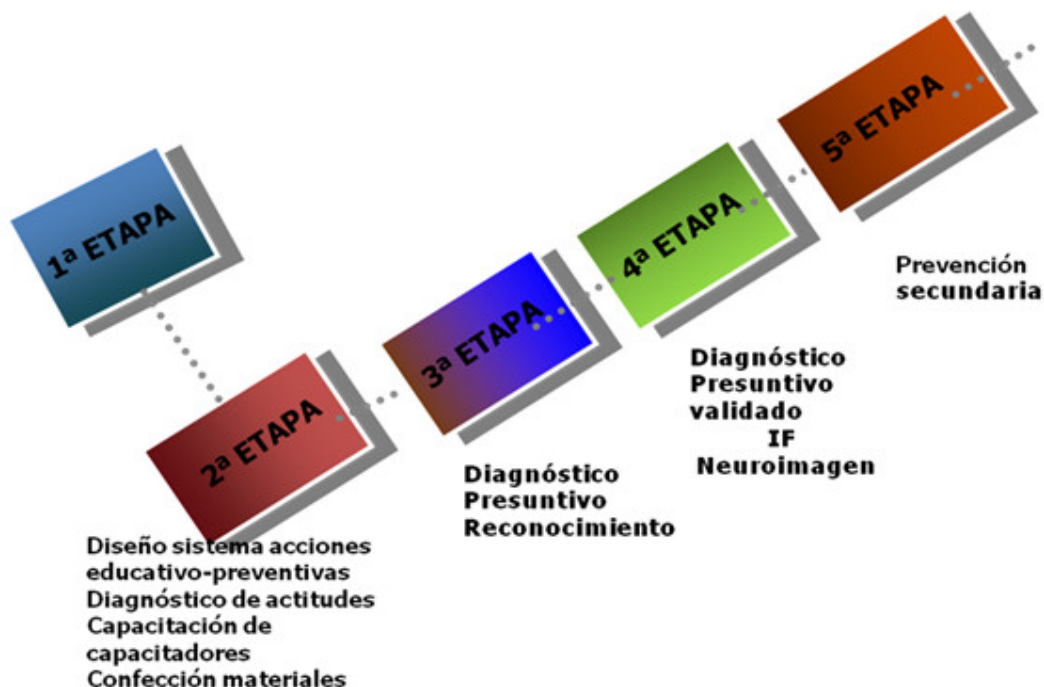 1ª ETAPA
2ª ETAPA
Diseño sistema acciones
educativo-preventivas
Diagnóstico de actitudes
Capacitación de
capacitadores
Confección materiales
3ª ETAPA
Diagnóstico
Presuntivo
Reconocimiento
4ª ETAPA
Diagnóstico
Presuntivo
validado
IF
Neuroimagen
5ª ETAPA
Prevención
secundaria